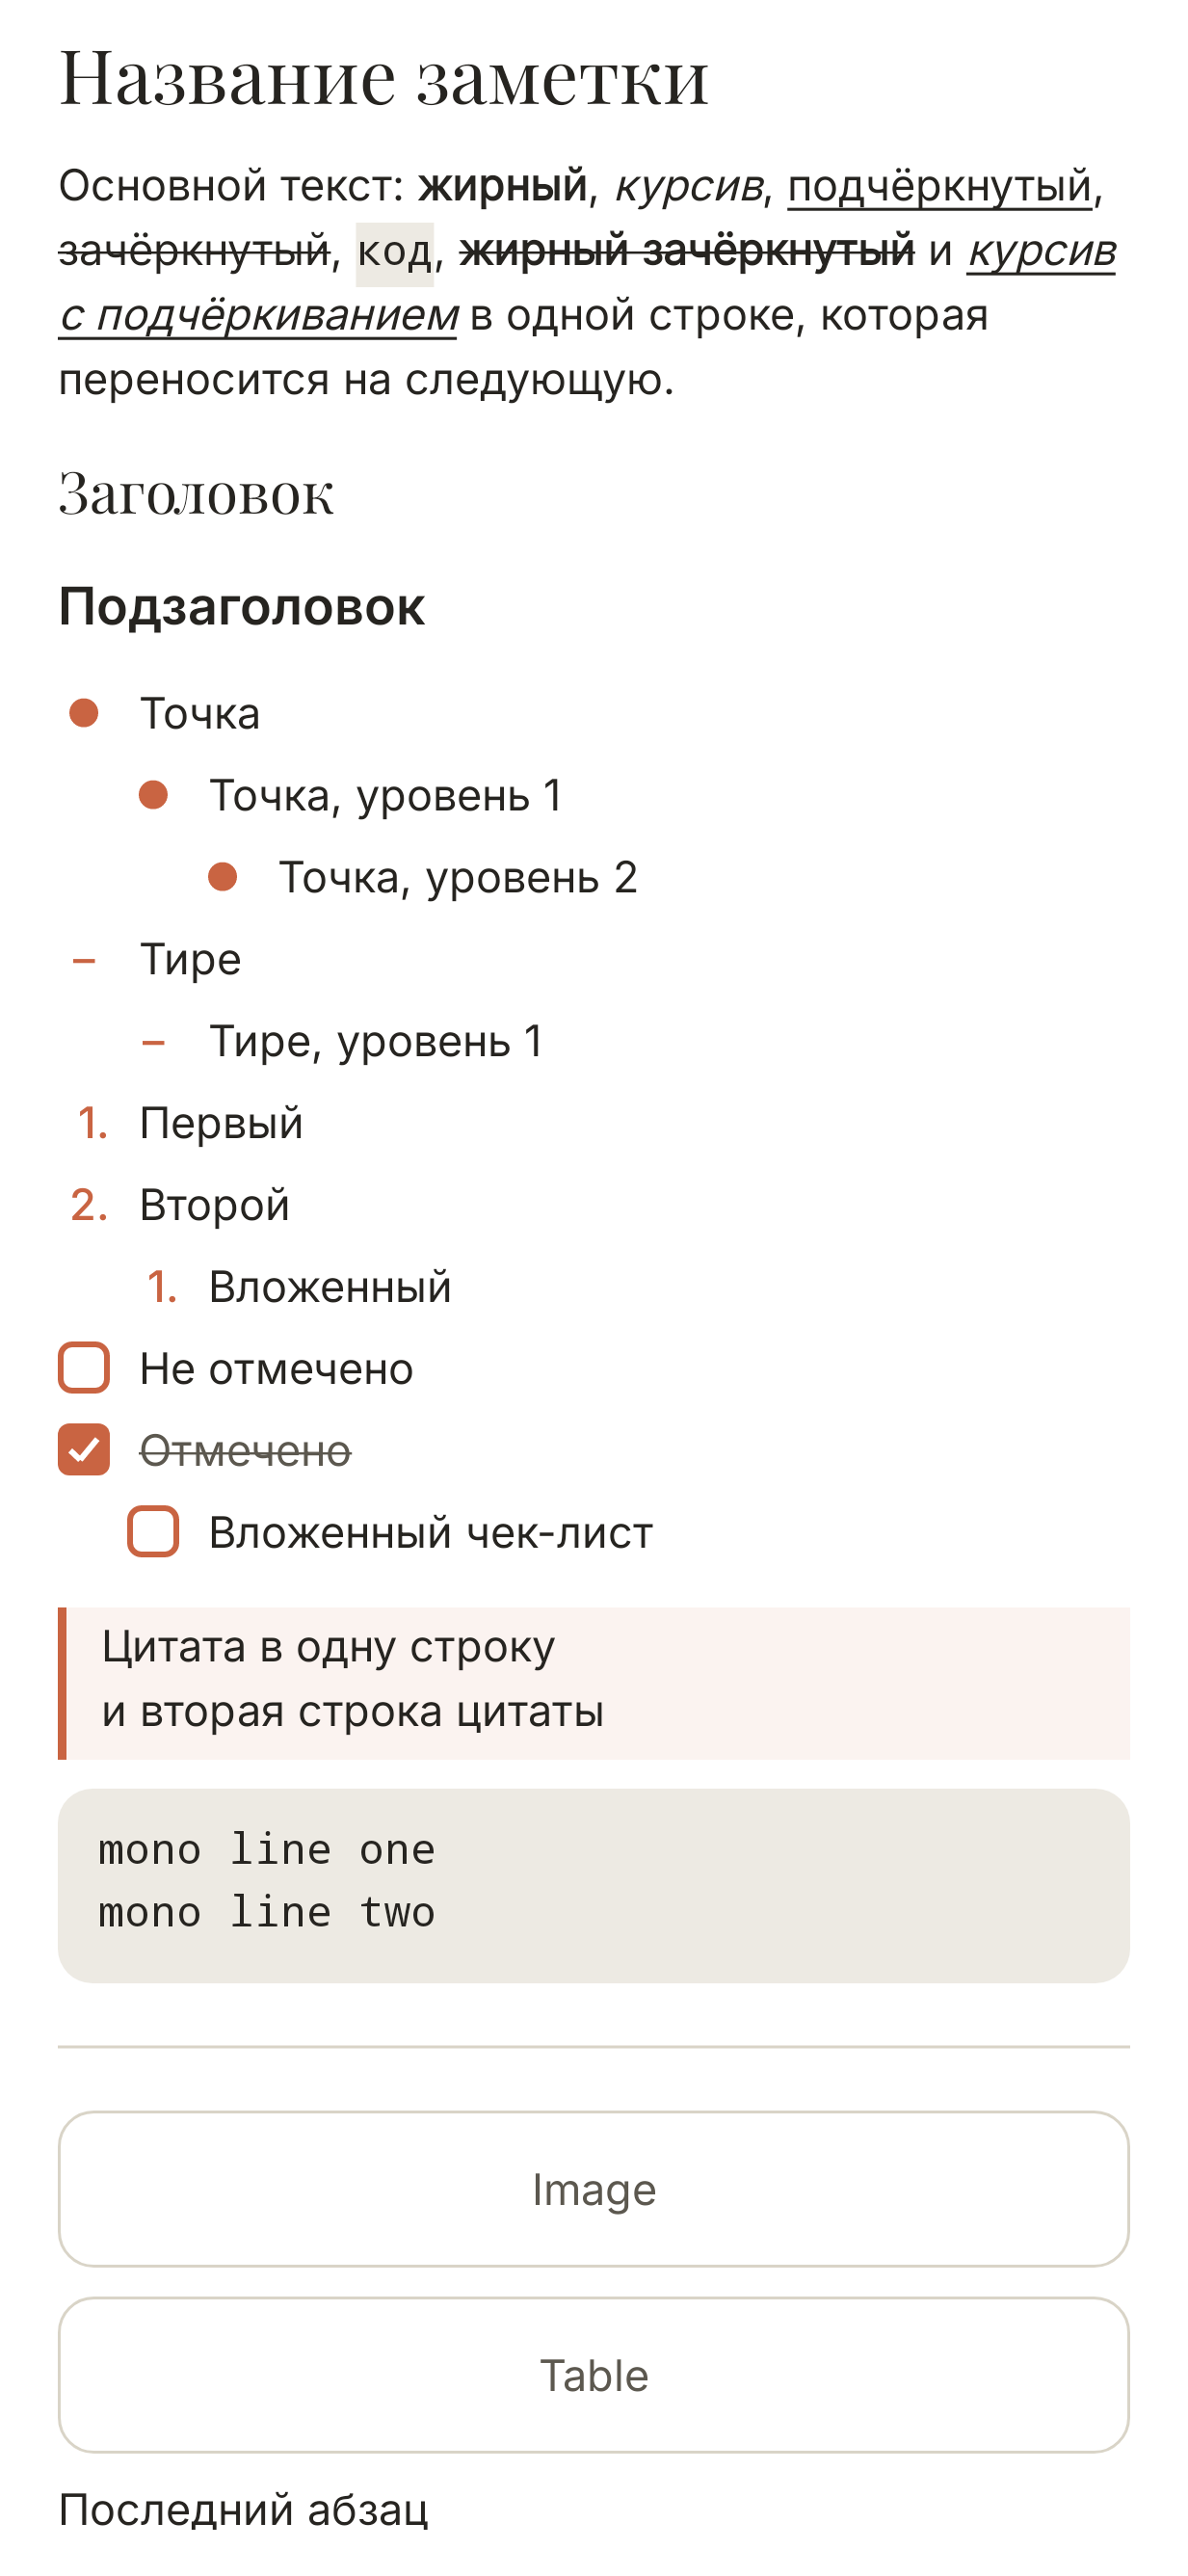 Название заметки
Основной текст: жирный, курсив, подчёркнутый,
зачёркнутый, код, жирный зачёркнутый и курсив
с подчёркиванием в одной строке, которая
переносится на следующую.
Заголовок
Подзаголовок
Точка
Точка, уровень 1
Точка, уровень 2
– Тире
– Тире, уровень 1
1. Первый
2. Второй
1. Вложенный
Не отмечено
Отмечено
Вложенный чек-лист
Цитата в одну строку
и вторая строка цитаты
mono line one
mono line two
Image
Table
Последний абзац